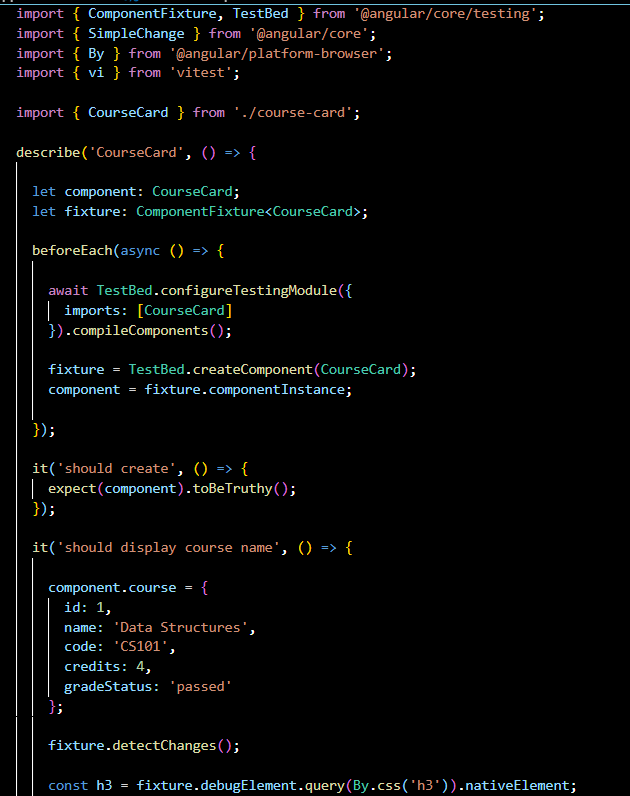 import { ComponentFixture, TestBed } from '@angular/core/testing';
import { SimpleChange } from '@angular/core';
import { By } from '@angular/platform-browser';
import { vi } from 'vitest';

import { CourseCard } from './course-card';

describe('CourseCard', () => {

  let component: CourseCard;
  let fixture: ComponentFixture<CourseCard>;

  beforeEach(async () => {

    await TestBed.configureTestingModule({
      imports: [CourseCard]
    }).compileComponents();

    fixture = TestBed.createComponent(CourseCard);
    component = fixture.componentInstance;

  });

  it('should create', () => {
    expect(component).toBeTruthy();
  });

  it('should display course name', () => {

    component.course = {
      id: 1,
      name: 'Data Structures',
      code: 'CS101',
      credits: 4,
      gradeStatus: 'passed'
    };

    fixture.detectChanges();

    const h3 = fixture.debugElement.query(By.css('h3')).nativeElement;